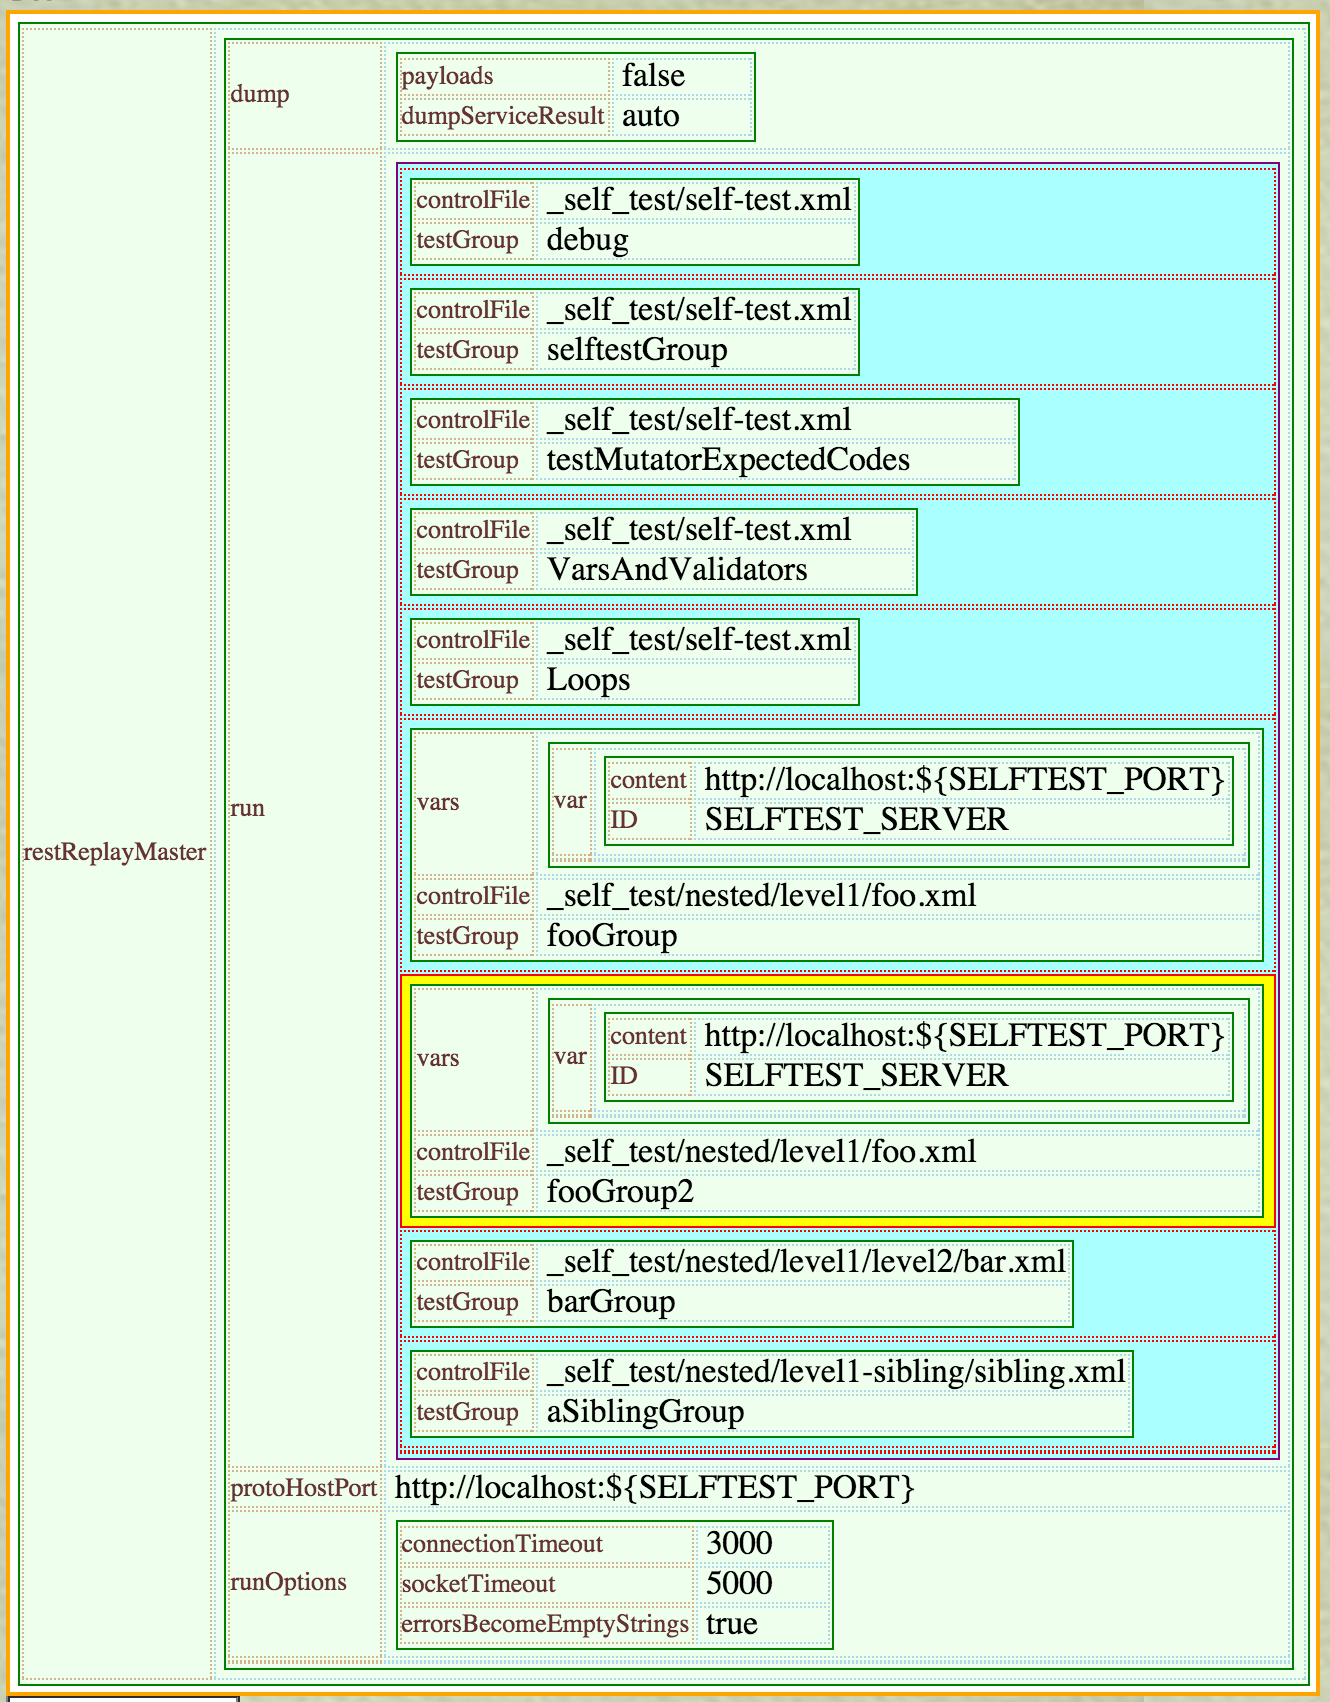 dump
payloads false
dumpServiceResult auto
controlFile _self_test/self-test.xml
testGroup debug
controlFile _self_test/self-test.xml
testGroup selftestGroup
controlFile _self_test/self-test.xml
testGroup testMutatorExpectedCodes
controlFile _self_test/self-test.xml
testGroup VarsAndValidators
controlFile _self_test/self-test.xml
testGroup Loops
vars
var
content http://localhost:${SELFTEST_PORT}
ID SELFTEST_SERVER
run
restReplayMaster
controlFile _self_test/nested/level1/foo.xml
testGroup fooGroup
vars
var
content http://localhost:${SELFTEST_PORT}
ID SELFTEST_SERVER
controlFile _self_test/nested/level1/foo.xml
testGroup fooGroup2
controlFile _self_test/nested/level1/level2/bar.xml
testGroup barGroup
controlFile _self_test/nested/level1-sibling/sibling.xml
testGroup aSiblingGroup
protoHostPort http://localhost:${SELFTEST_PORT}
runOptions
connectionTimeout 3000
socketTimeout 5000
errorsBecomeEmptyStrings true